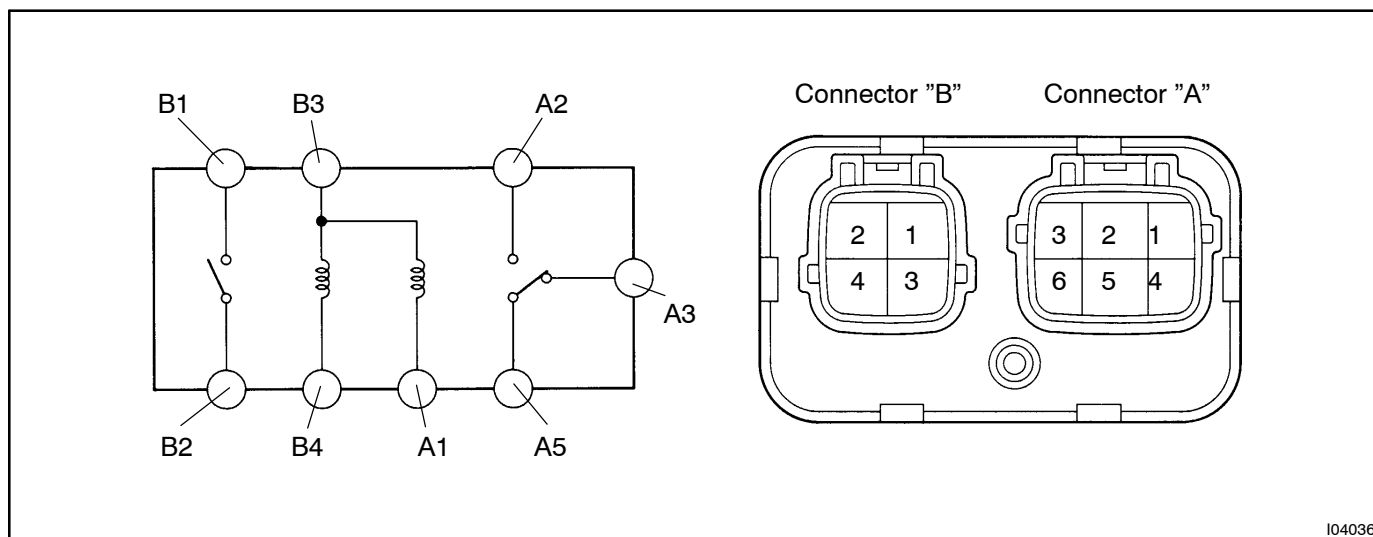 B1 B3 A2
A3
B2 B4 A1 A5
Connector ”B” Connector ”A”
2 1
4 3
3 2 1
6 5 4
I04036